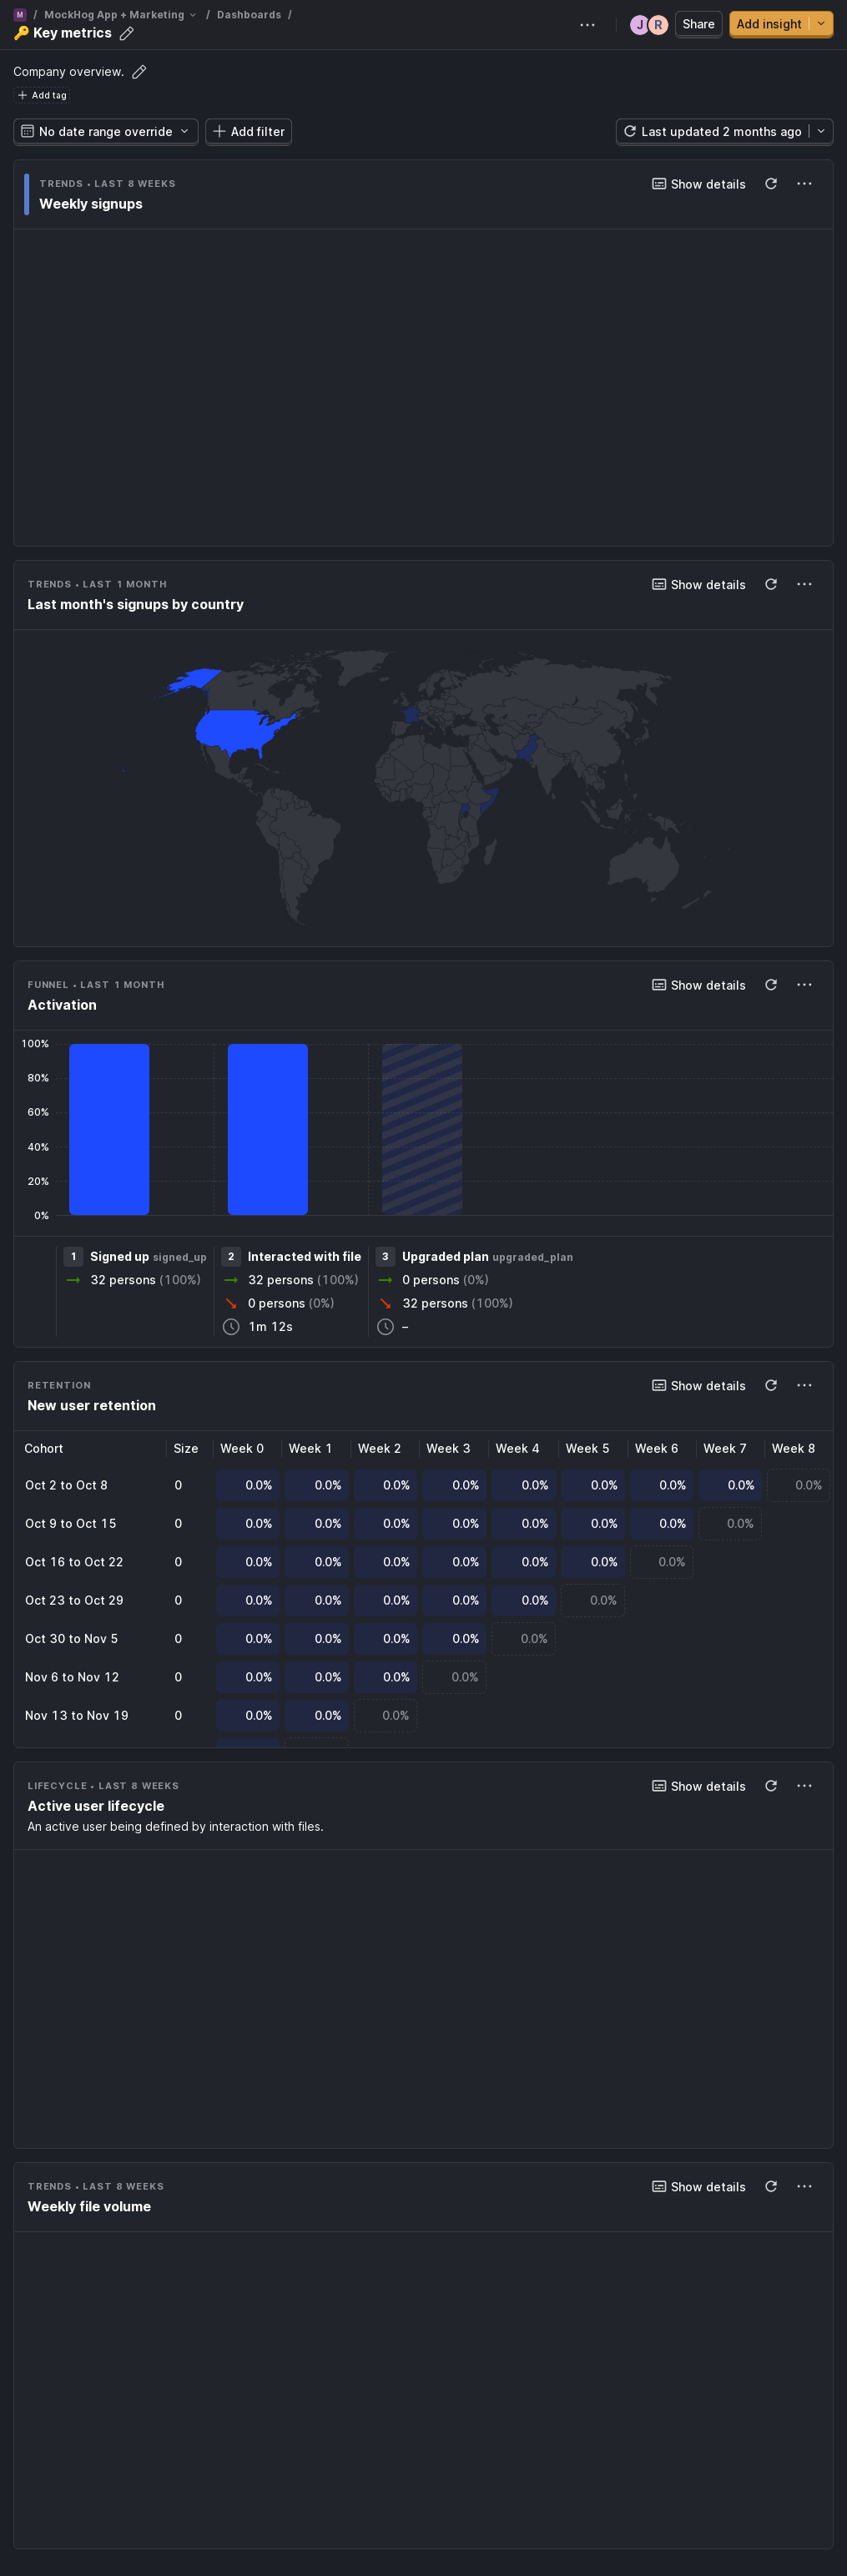 M / MockHog App + Marketing / Dashboards /
🔑 Key metrics
J R Share Add insight
Company overview.
Add tag
No date range override Add filter Last updated 2 months ago
TRENDS • LAST 8 WEEKS Show details
Weekly signups
TRENDS • LAST 1 MONTH Show details
Last month's signups by country
FUNNEL • LAST 1 MONTH Show details
Activation
100%
80%
60%
40%
20%
0%
1 Signed up signed_up 2 Interacted with file 3 Upgraded plan upgraded_plan
32 persons (100%) 32 persons (100%) 0 persons (0%)
0 persons (0%) 32 persons (100%)
1m 12s –
RETENTION Show details
New user retention
Cohort Size Week 0 Week 1 Week 2 Week 3 Week 4 Week 5 Week 6 Week 7 Week 8
Oct 2 to Oct 8 0 0.0% 0.0% 0.0% 0.0% 0.0% 0.0% 0.0% 0.0% 0.0%
Oct 9 to Oct 15 0 0.0% 0.0% 0.0% 0.0% 0.0% 0.0% 0.0% 0.0%
Oct 16 to Oct 22 0 0.0% 0.0% 0.0% 0.0% 0.0% 0.0% 0.0%
Oct 23 to Oct 29 0 0.0% 0.0% 0.0% 0.0% 0.0% 0.0%
Oct 30 to Nov 5 0 0.0% 0.0% 0.0% 0.0% 0.0%
Nov 6 to Nov 12 0 0.0% 0.0% 0.0% 0.0%
Nov 13 to Nov 19 0 0.0% 0.0% 0.0%
LIFECYCLE • LAST 8 WEEKS Show details
Active user lifecycle
An active user being defined by interaction with files.
TRENDS • LAST 8 WEEKS Show details
Weekly file volume